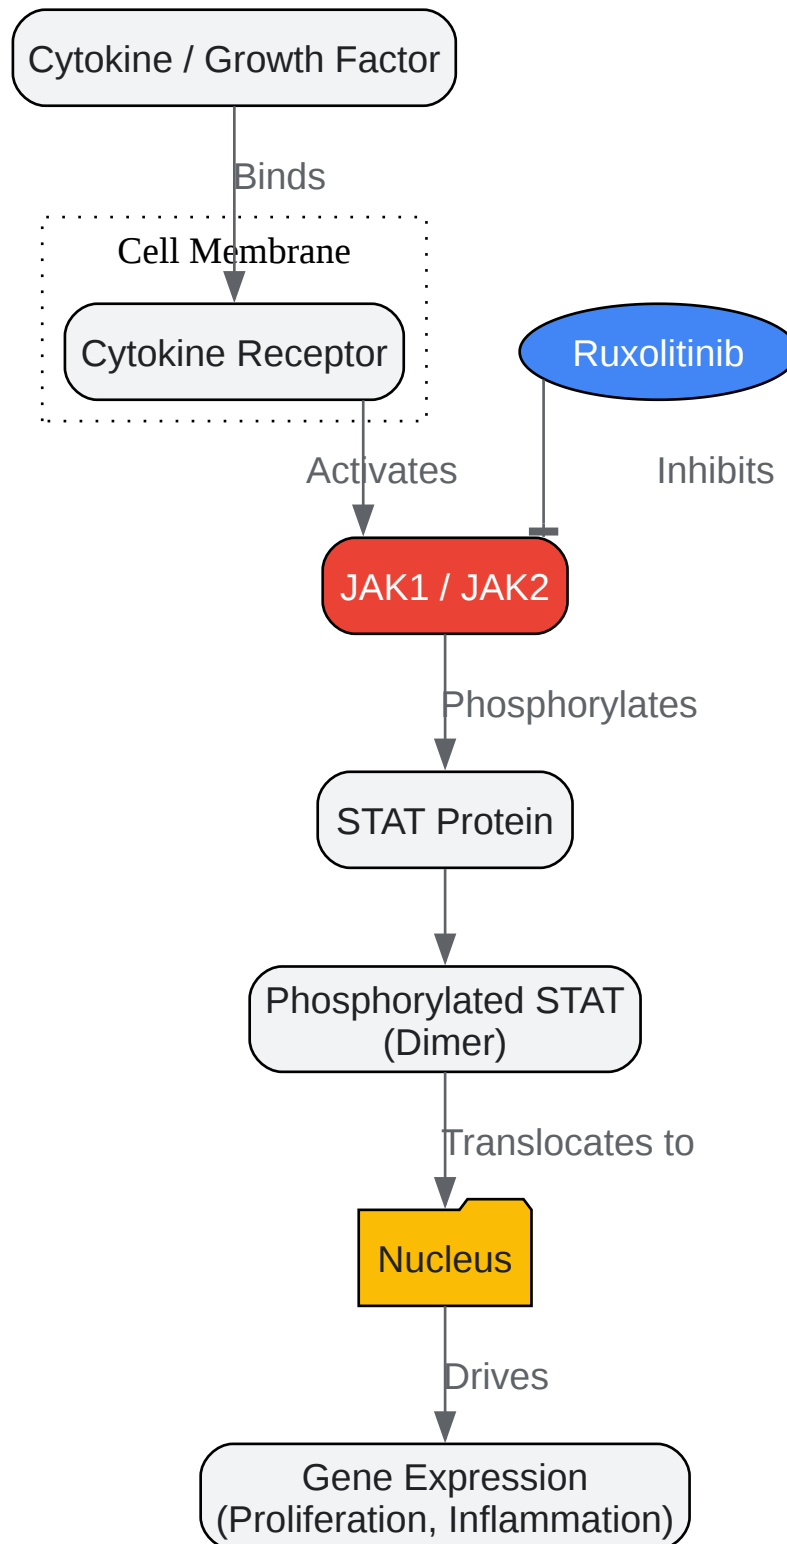 Cytokine / Growth Factor
Binds
Cell Membrane
Cytokine Receptor
Ruxolitinib
Activates
Inhibits
JAK1 / JAK2
Phosphorylates
STAT Protein
Phosphorylated STAT
(Dimer)
Translocates to
Nucleus
Drives
Gene Expression
(Proliferation, Inflammation)